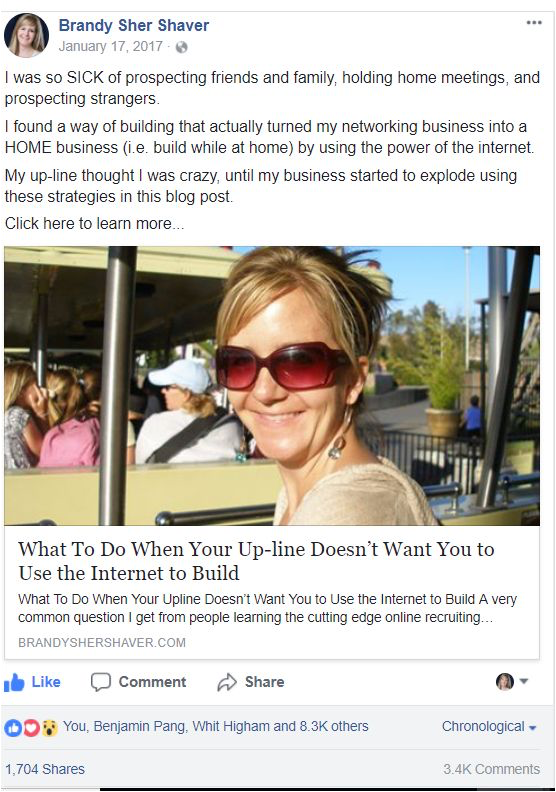 Brandy Sher Shaver
January 17, 2017 ·
I was so SICK of prospecting friends and family, holding home meetings, and
prospecting strangers.
I found a way of building that actually turned my networking business into a
HOME business (i.e. build while at home) by using the power of the internet.
My up-line thought I was crazy, until my business started to explode using
these strategies in this blog post.
Click here to learn more...
What To Do When Your Up-line Doesn’t Want You to
Use the Internet to Build
What To Do When Your Upline Doesn’t Want You to Use the Internet to Build A very
common question I get from people learning the cutting edge online recruiting…
BRANDYSHERSHAVER.COM
Like Comment Share
You, Benjamin Pang, Whit Higham and 8.3K others Chronological
1,704 Shares 3.4K Comments